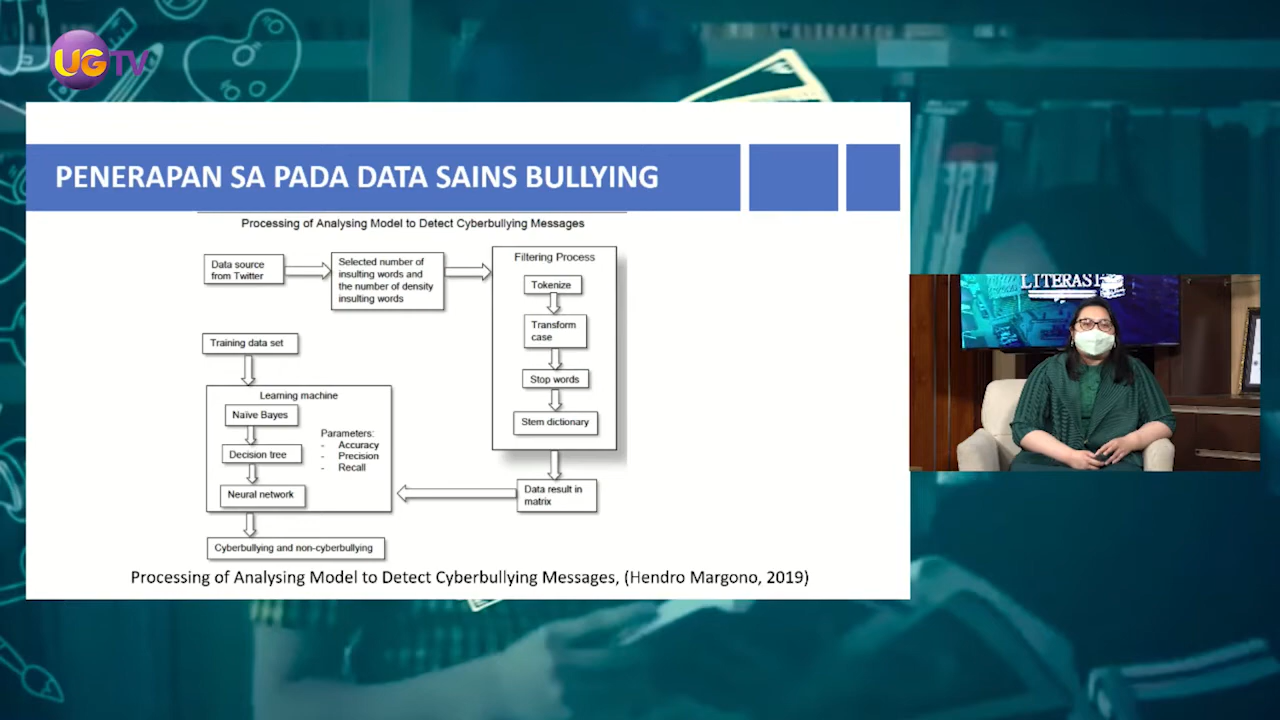 UGTV
PENERAPAN SA PADA DATA SAINS BULLYING
Processing of Analysing Model to Detect Cyberbullying Messages
Data source
from Twitter
Selected number of
insulting words and
the number of density
insulting words
Filtering Process
Tokenize
Transform
case
Stop words
Stem dictionary
Data result in
matrix
Training data set
Learning machine
Naïve Bayes
Decision tree
Neural network
Parameters:
- Accuracy
- Precision
- Recall
Cyberbullying and non-cyberbullying
Processing of Analysing Model to Detect Cyberbullying Messages, (Hendro Margono, 2019)
LITERASI